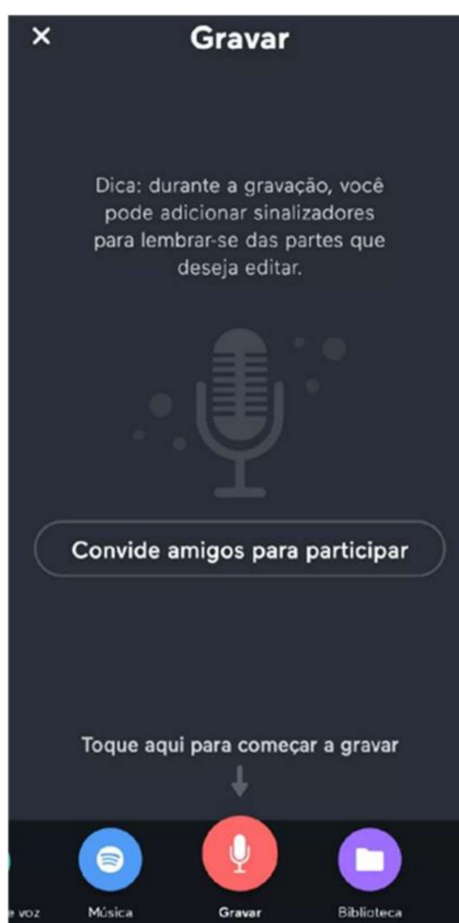 Gravar
Dica: durante a gravação, você
pode adicionar sinalizadores
para lembrar-se das partes que
deseja editar.
Convide amigos para participar
Toque aqui para começar a gravar
e voz Música Gravar Biblioteca